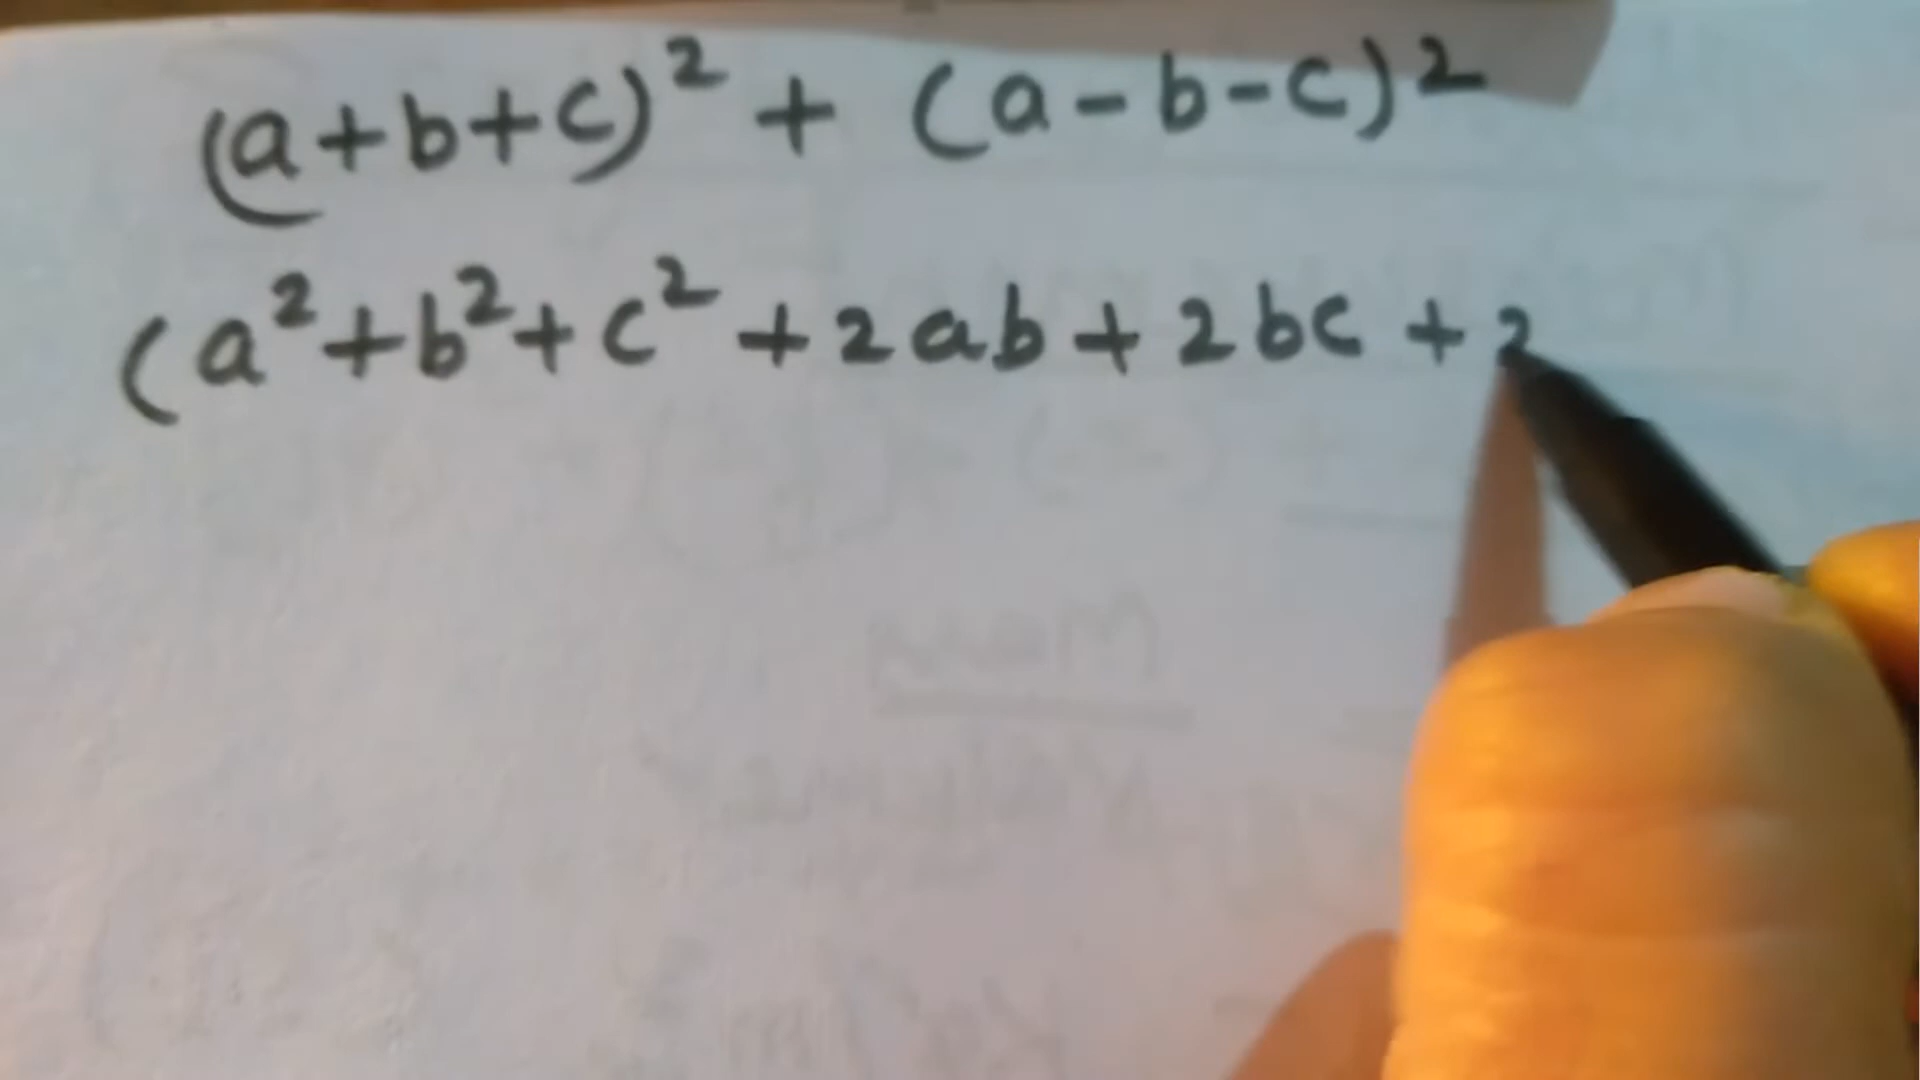 (a+b+c)² + (a-b-c)²
(a²+b²+c²+2ab+2bc+2